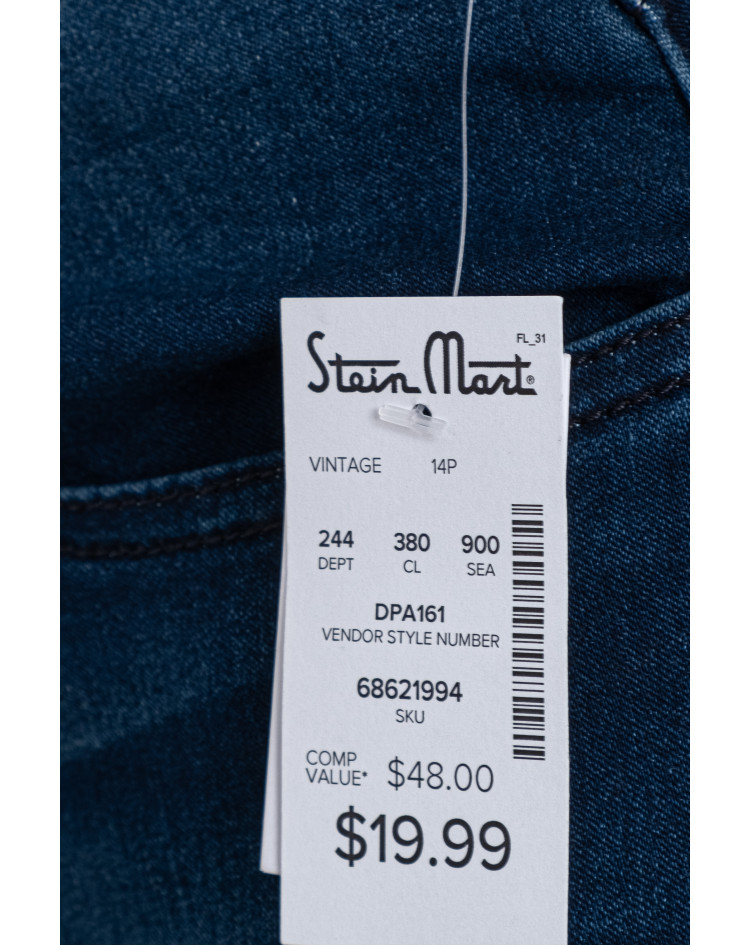 FL_31
Stein Mart®
VINTAGE 14P
244 380 900
DEPT CL SEA
DPA161
VENDOR STYLE NUMBER
68621994
SKU
COMP
VALUE* $48.00
$19.99